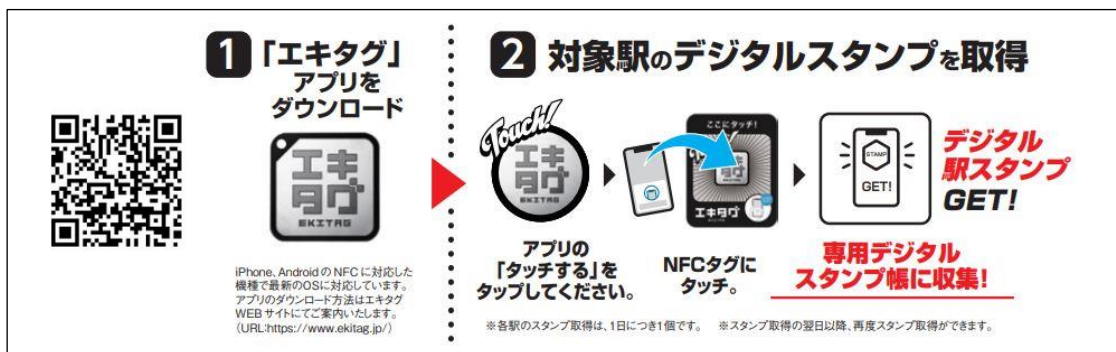 1 「エキタグ」
アプリを
ダウンロード
エキ
タグ
EKITAG
iPhone、AndroidのNFCに対応した
機種で最新のOSに対応しています。
アプリのダウンロード方法はエキタグ
WEBサイトにてご案内いたします。
（URL:https://www.ekitag.jp/）
2 対象駅のデジタルスタンプを取得
Touch!
エキ
タグ
EKITAG
アプリの
「タッチする」を
タップしてください。
ここにタッチ!
エキ
タグ
エキタグ
NFCタグに
タッチ。
STAMP
GET!
デジタル
駅スタンプ
GET!
専用デジタル
スタンプ帳に収集!
※各駅のスタンプ取得は、1日につき1個です。 ※スタンプ取得の翌日以降、再度スタンプ取得ができます。